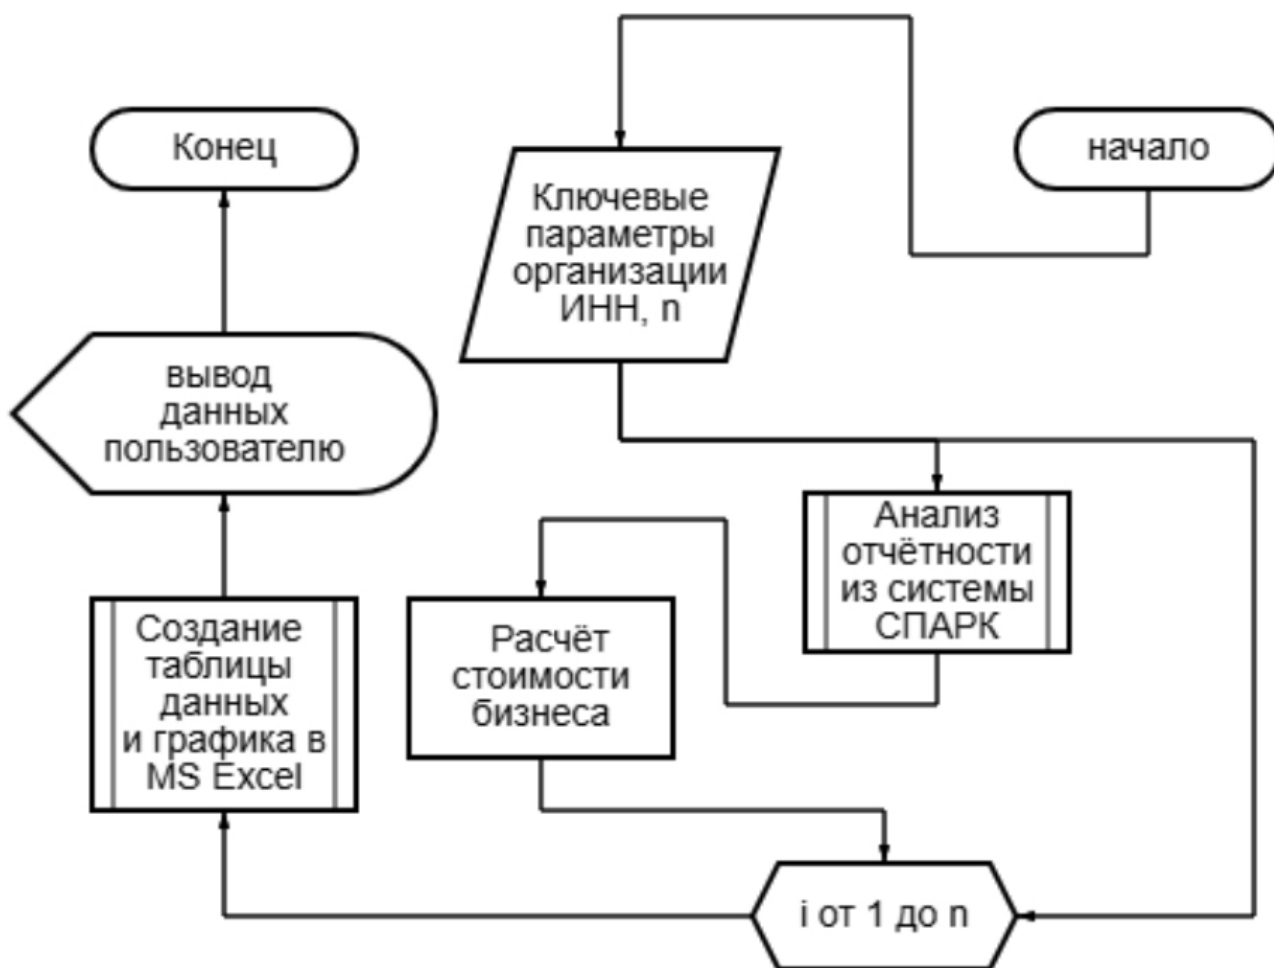 начало
Ключевые
параметры
организации
ИНН, n
Анализ
отчётности
из системы
СПАРК
Расчёт
стоимости
бизнеса
i от 1 до n
Создание
таблицы
данных
и графика в
MS Excel
вывод
данных
пользователю
Конец